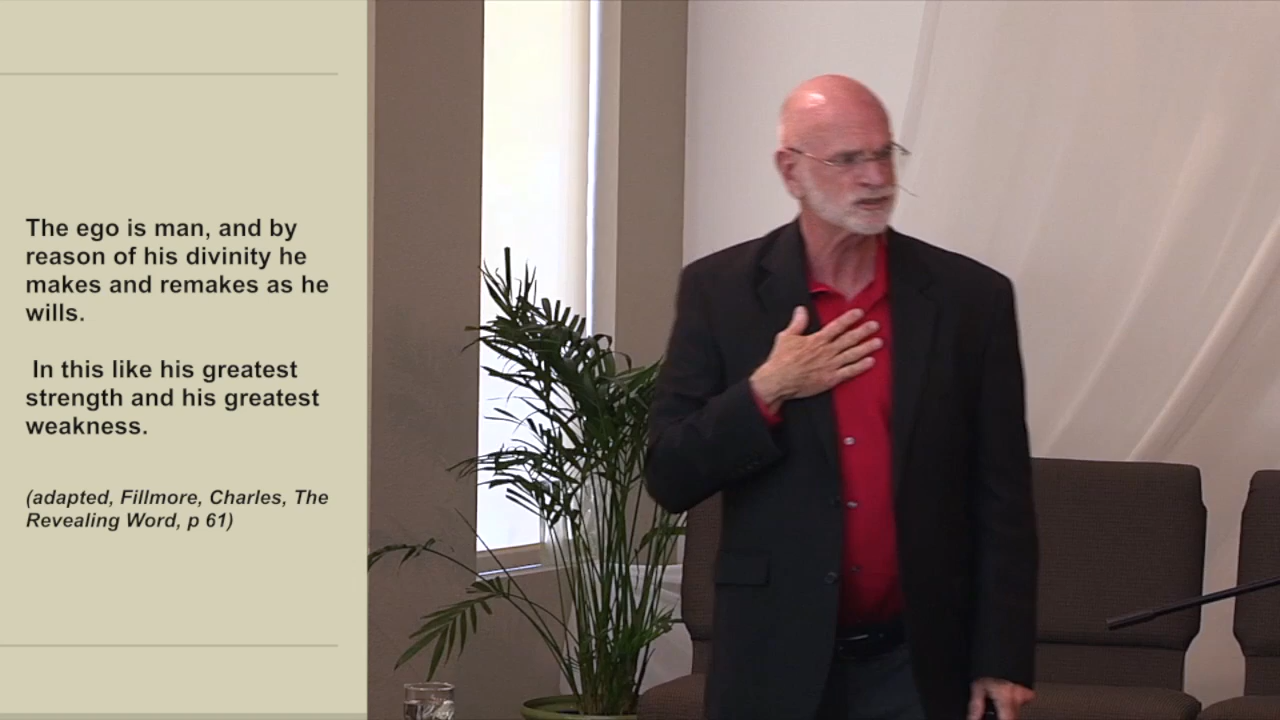 The ego is man, and by
reason of his divinity he
makes and remakes as he
wills.
In this like his greatest
strength and his greatest
weakness.
(adapted, Fillmore, Charles, The
Revealing Word, p 61)